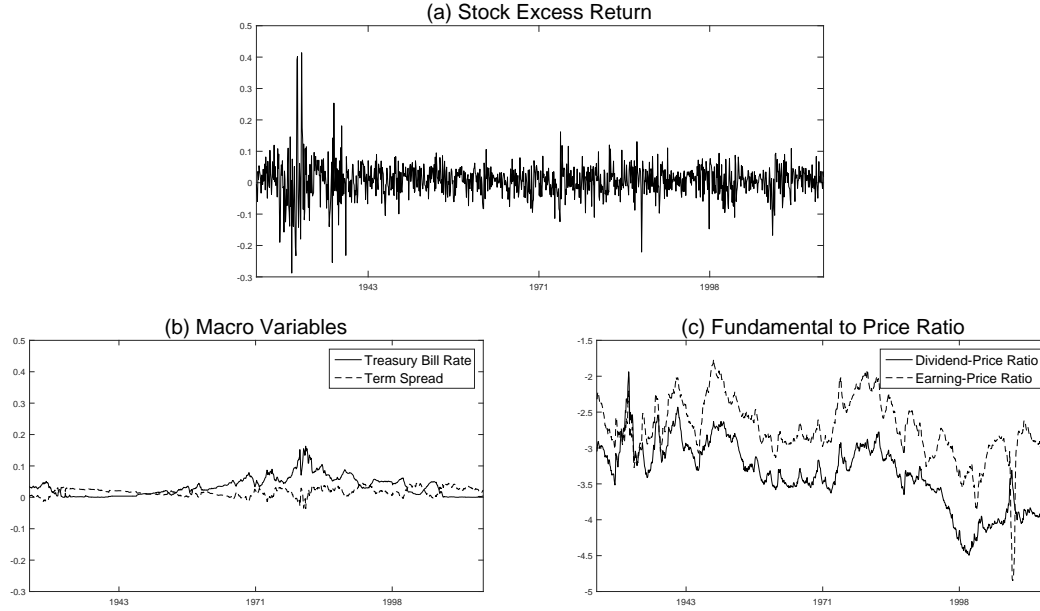 (a) Stock Excess Return
0.5
0.4
0.3
0.2
0.1
0
-0.1
-0.2
-0.3
1943 1971 1998
(b) Macro Variables
0.5
0.4
0.3
0.2
0.1
0
-0.1
-0.2
-0.3
1943 1971 1998
Treasury Bill Rate
Term Spread
(c) Fundamental to Price Ratio
-1.5
-2
-2.5
-3
-3.5
-4
-4.5
-5
1943 1971 1998
Dividend-Price Ratio
Earning-Price Ratio